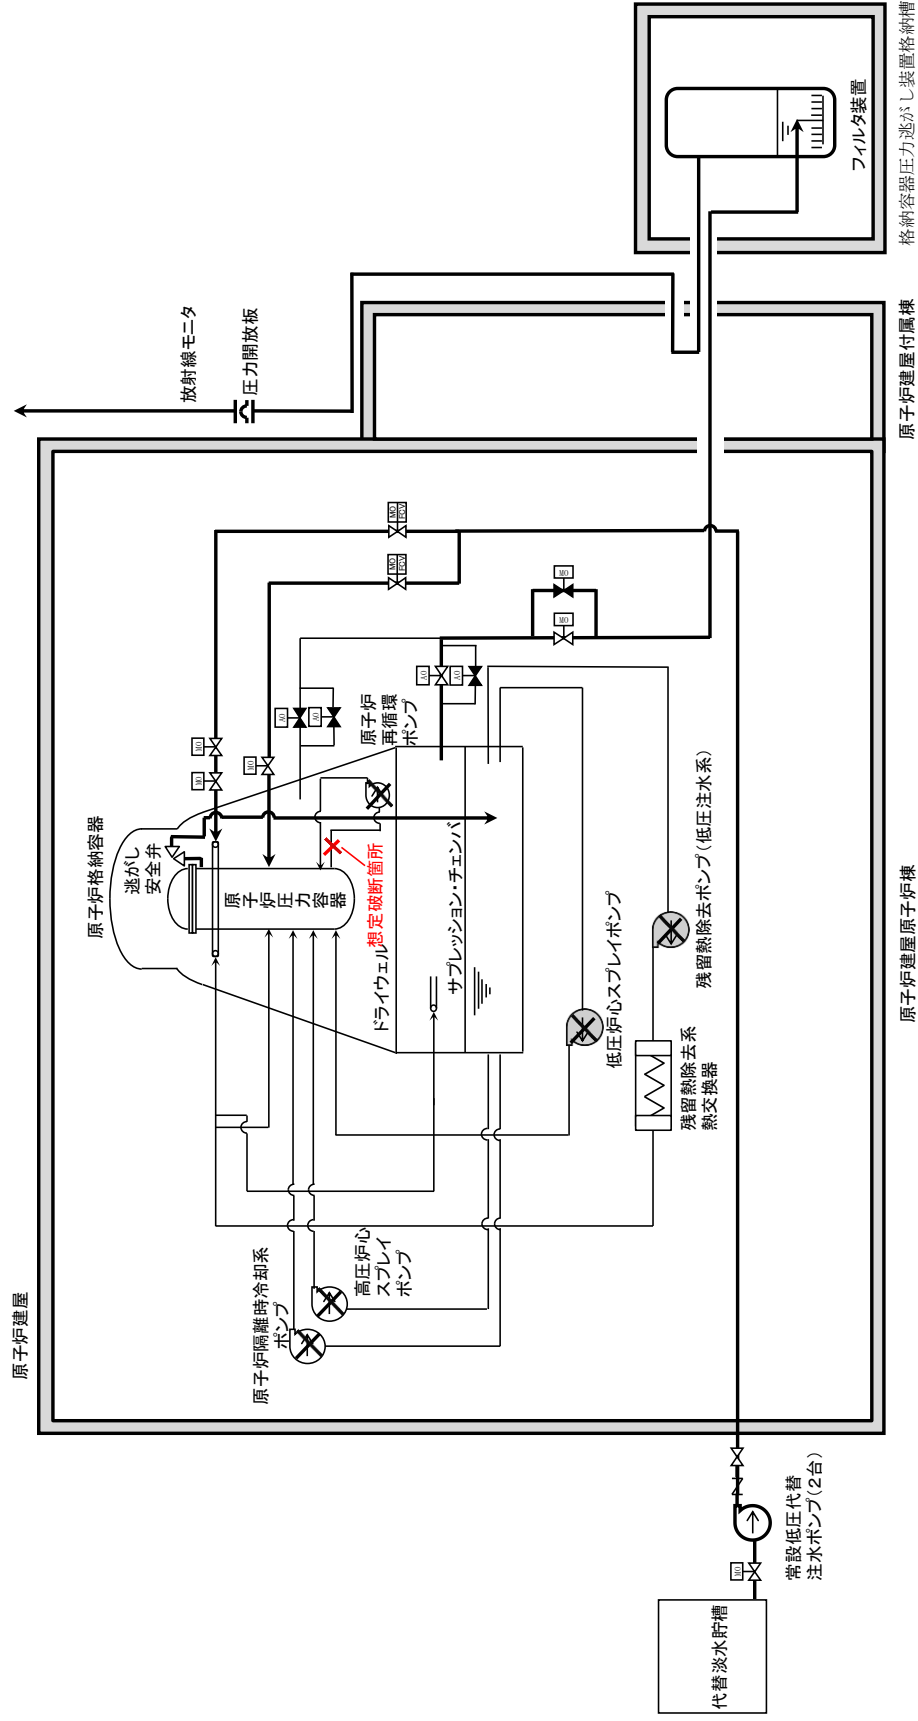 原子炉建屋
放射線モニタ
圧力開放板
フィルタ装置
格納容器圧力逃がし装置格納槽
原子炉建屋付属棟
原子炉建屋原子炉棟
原子炉格納容器
逃がし
安全弁
原子炉圧力容器
原子炉
再循環
ポンプ
想定破断箇所
ドライウェル
サプレッション・チェンバ
MO
FCV
MO
FCV
MO
MO
MO
MO
MO
AO
AO
AO
AO
低圧炉心スプレイポンプ
残留熱除去ポンプ(低圧注水系)
残留熱除去系
熱交換器
高圧炉心
スプレイ
ポンプ
原子炉隔離時冷却系
ポンプ
常設低圧代替
注水ポンプ(2台)
MO
代替淡水貯槽